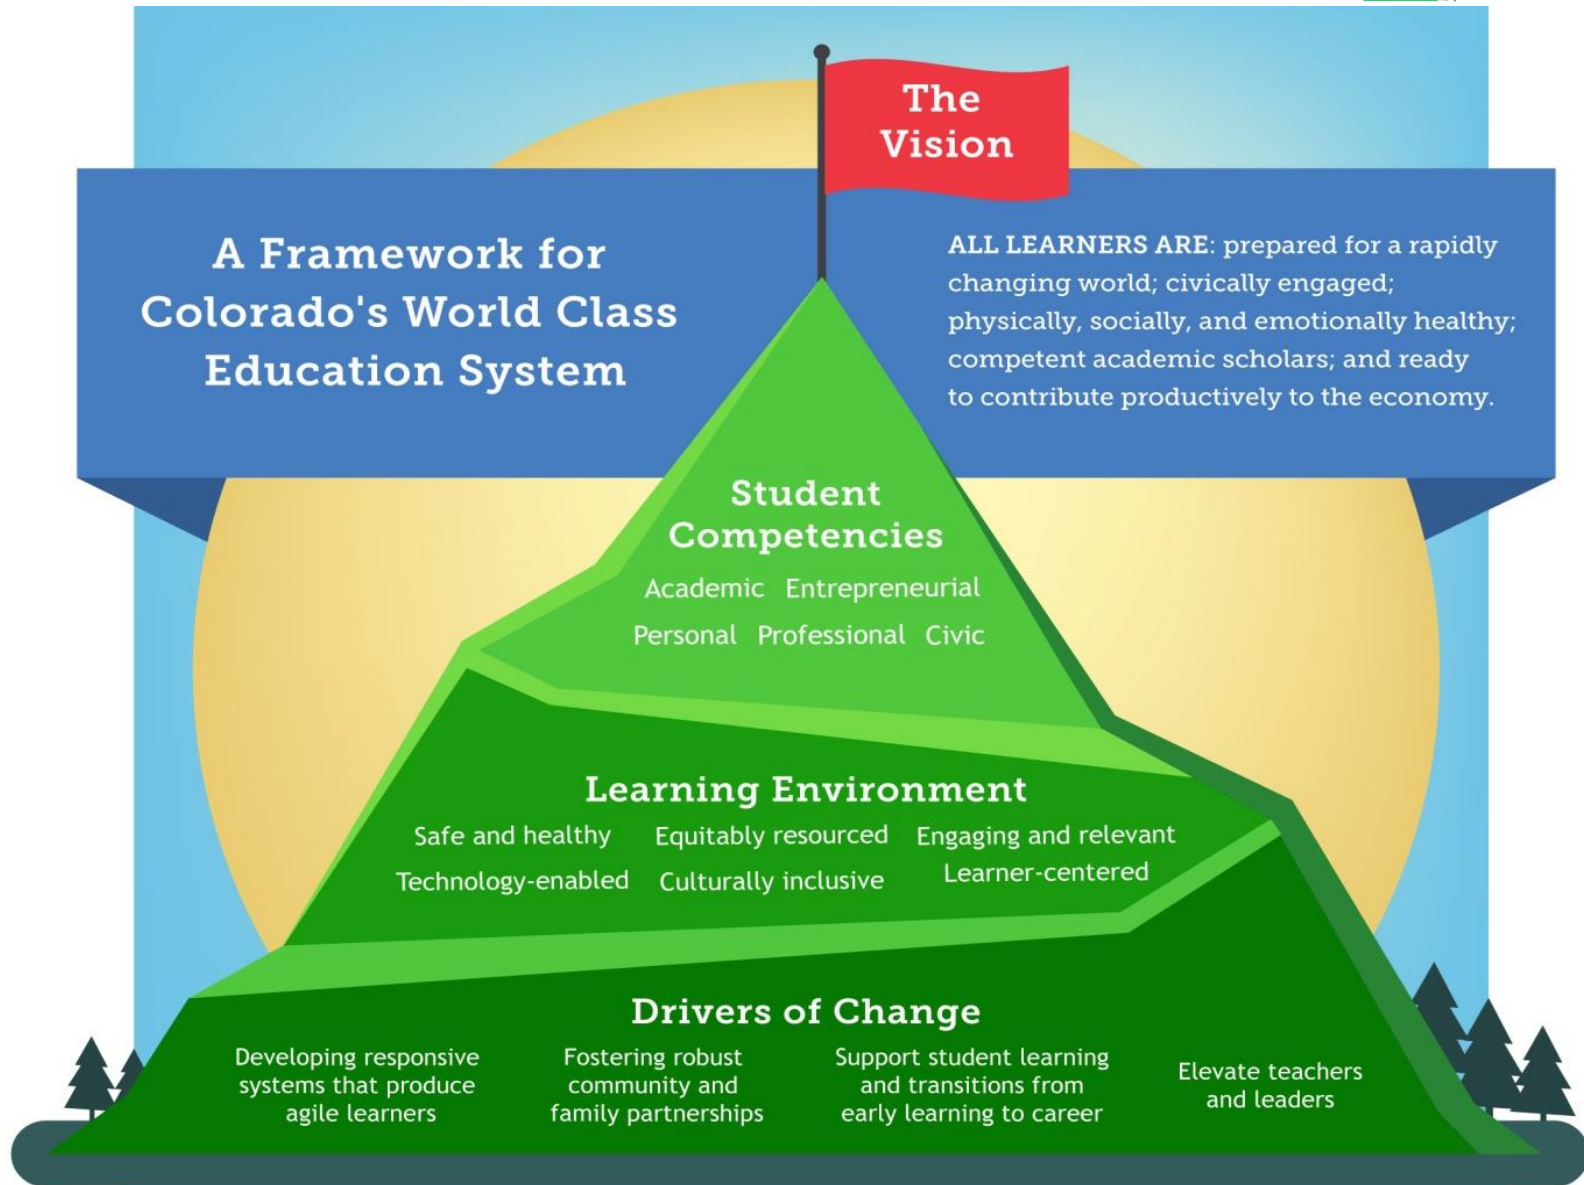 The
Vision
A Framework for
Colorado's World Class
Education System
ALL LEARNERS ARE: prepared for a rapidly
changing world; civically engaged;
physically, socially, and emotionally healthy;
competent academic scholars; and ready
to contribute productively to the economy.
Student
Competencies
Academic Entrepreneurial
Personal Professional Civic
Learning Environment
Safe and healthy Equitably resourced Engaging and relevant
Technology-enabled Culturally inclusive Learner-centered
Drivers of Change
Developing responsive
systems that produce
agile learners
Fostering robust
community and
family partnerships
Support student learning
and transitions from
early learning to career
Elevate teachers
and leaders